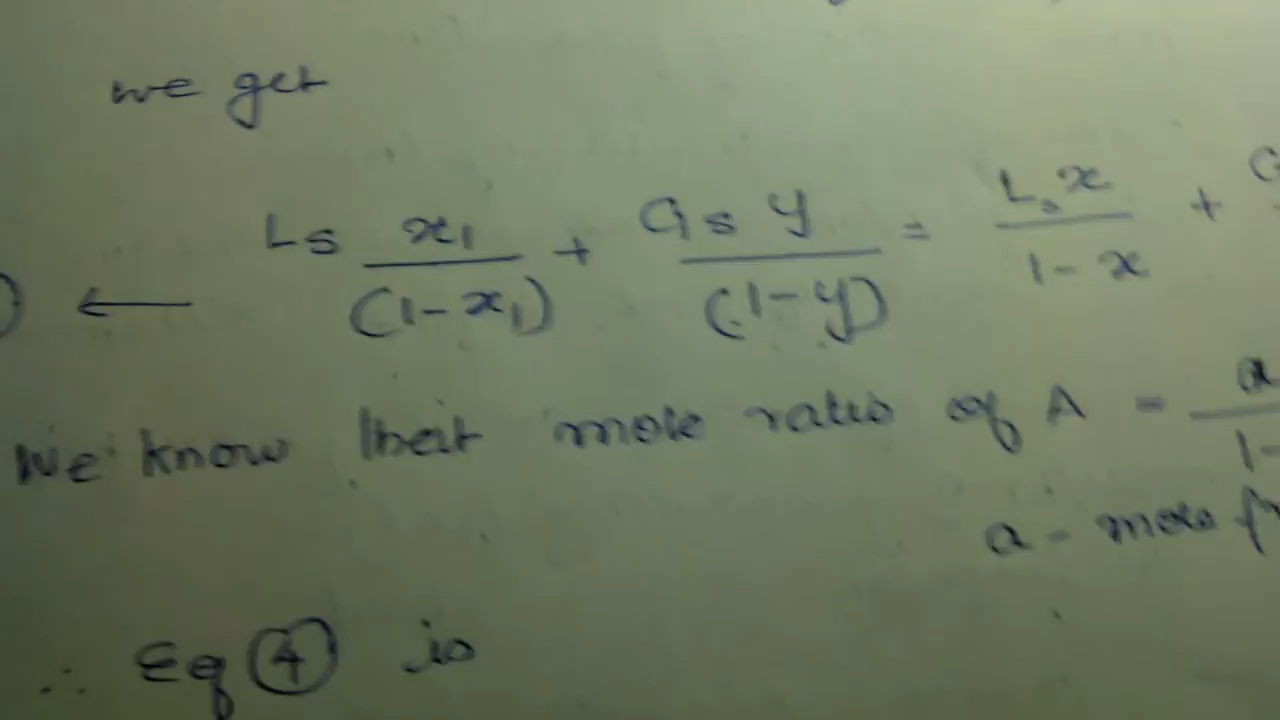 we get
Ls x1/(1-x1) + Gs y/(1-y) = Ls x/1-x +
We know that mole ratio of A = a/1-
a - mole
∴ Eq ④ is